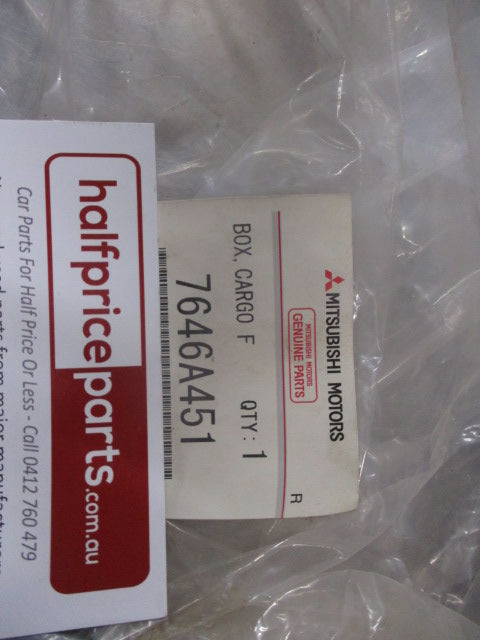 MITSUBISHI MOTORS
MITSUBISHI MOTORS
GENUINE PARTS
R
BOX, CARGO F QTY: 1
7646A451
halfpriceparts.com.au
Car Parts For Half Price Or Less - Call 0412 760 479